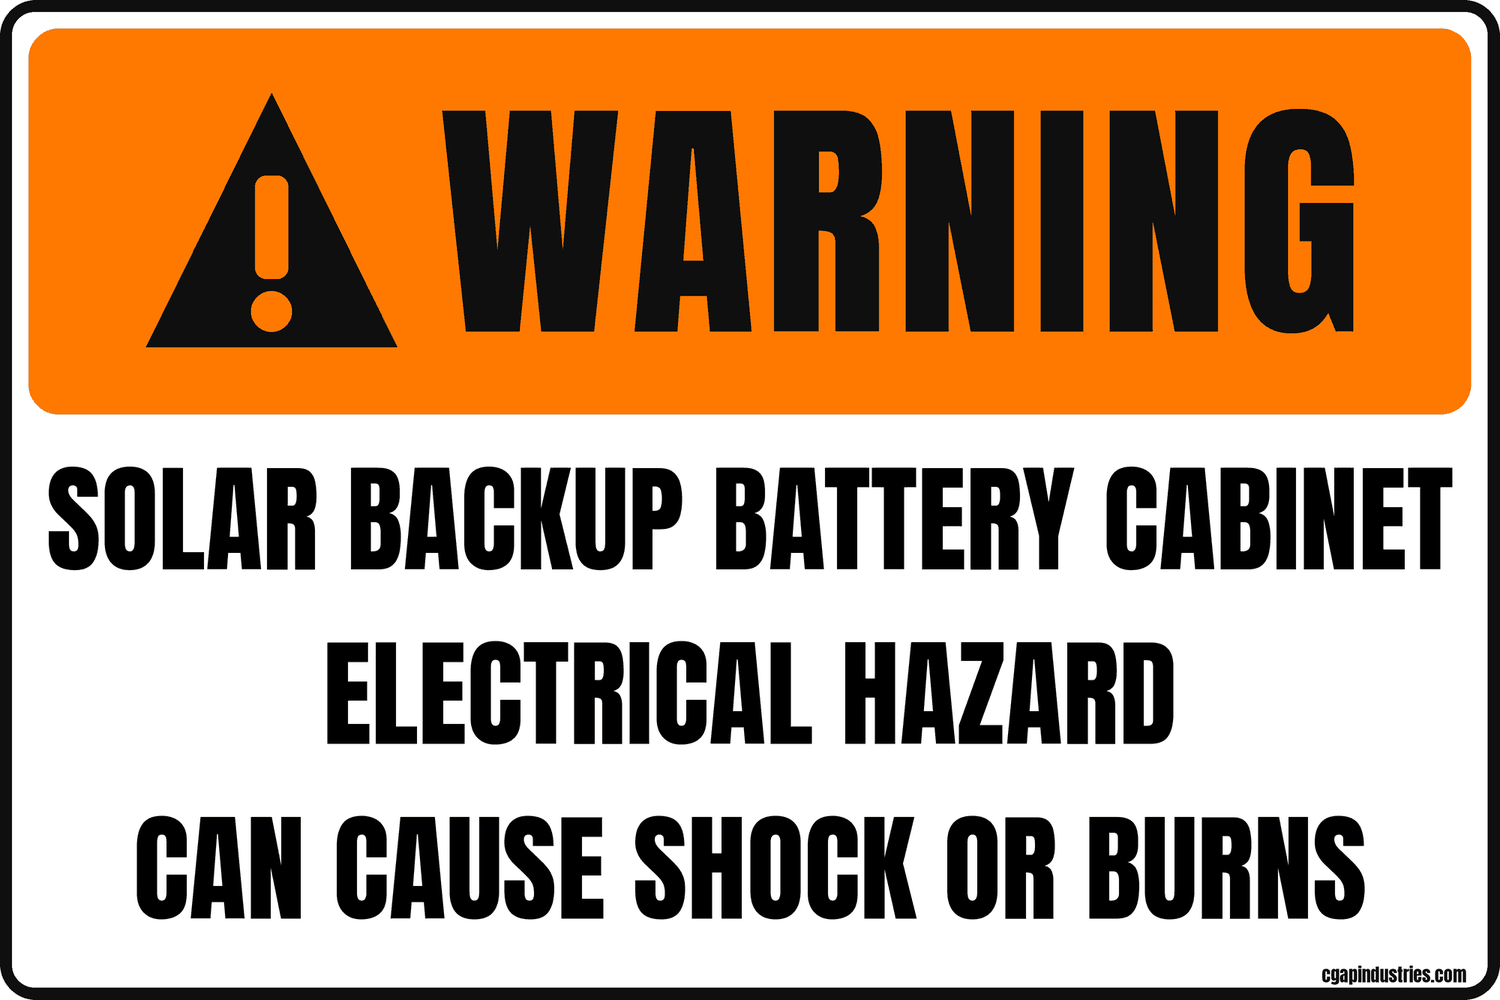 WARNING
SOLAR BACKUP BATTERY CABINET
ELECTRICAL HAZARD
CAN CAUSE SHOCK OR BURNS
cgapindustries.com